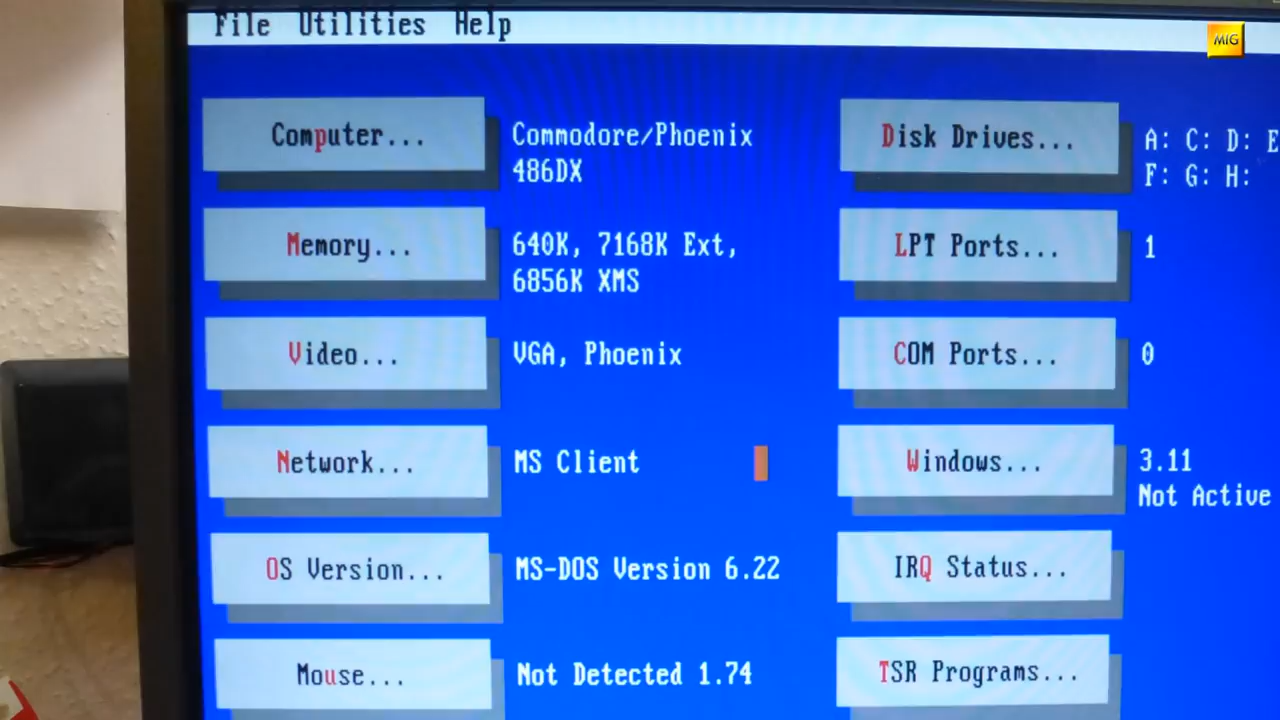 File Utilities Help
MIG
Computer... Commodore/Phoenix
486DX
Disk Drives... A: C: D: E
F: G: H:
Memory... 640K, 7168K Ext,
6856K XMS
LPT Ports... 1
Video... VGA, Phoenix
COM Ports... 0
Network... MS Client
Windows... 3.11
Not Active
OS Version... MS-DOS Version 6.22
IRQ Status...
Mouse... Not Detected 1.74
TSR Programs...